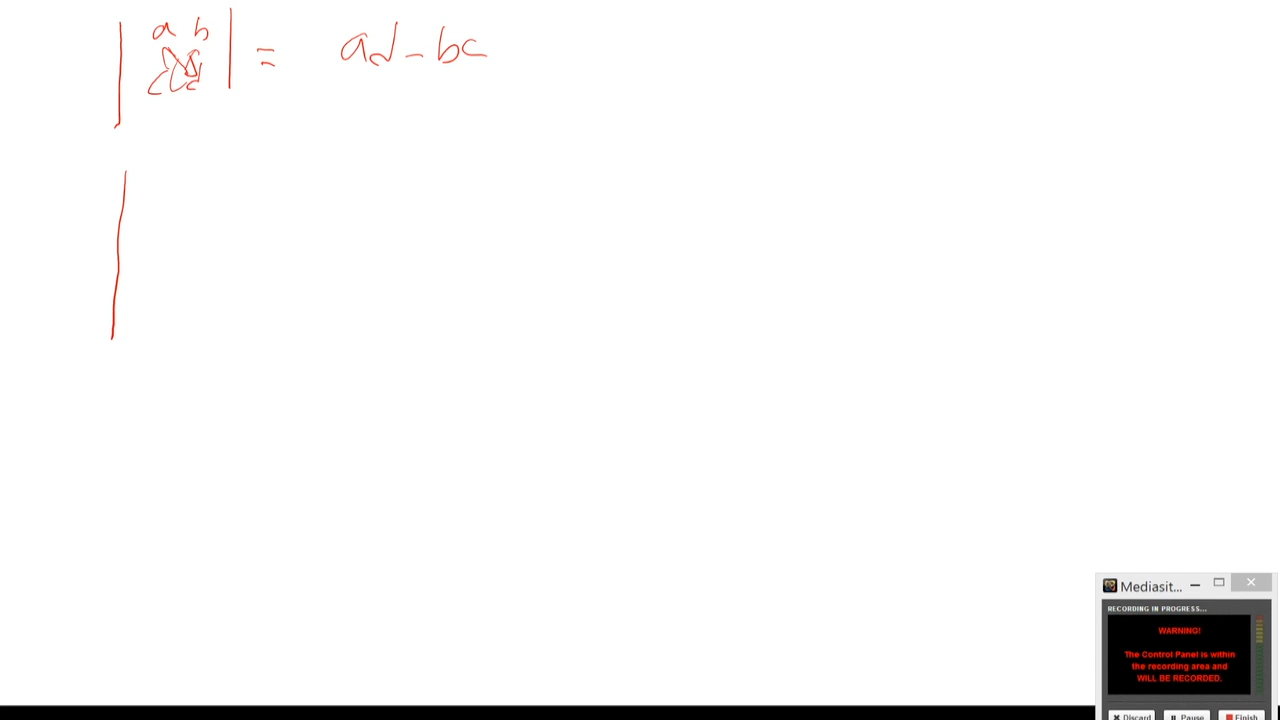 | a b | = ad - bc
c d
Mediasit...
RECORDING IN PROGRESS...
WARNING!
The Control Panel is within
the recording area and
WILL BE RECORDED.
Discard Pause Finish